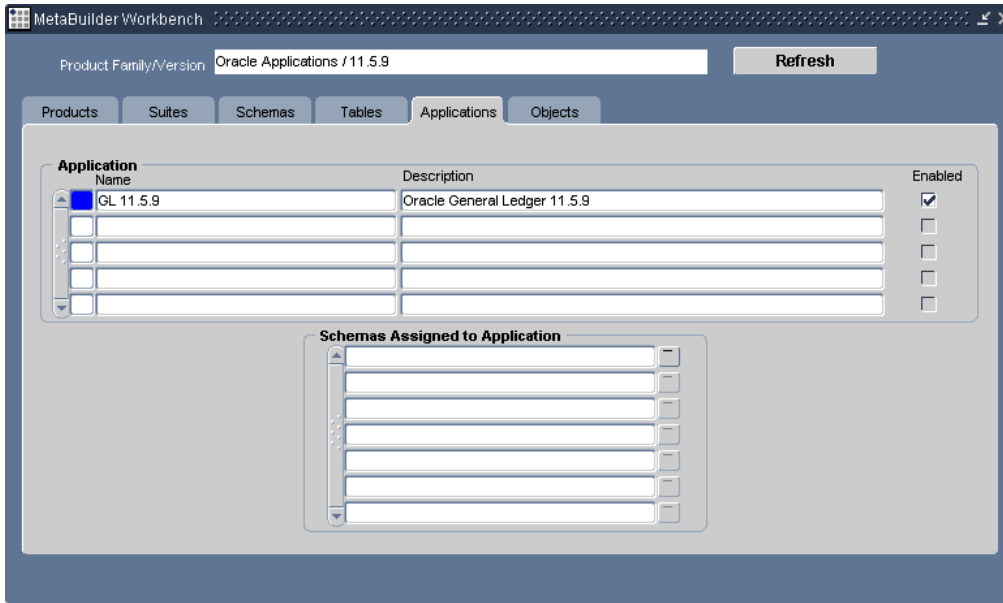 MetaBuilder Workbench
Product Family/Version Oracle Applications / 11.5.9 Refresh
Products Suites Schemas Tables Applications Objects
Application
Name Description Enabled
GL 11.5.9 Oracle General Ledger 11.5.9
Schemas Assigned to Application